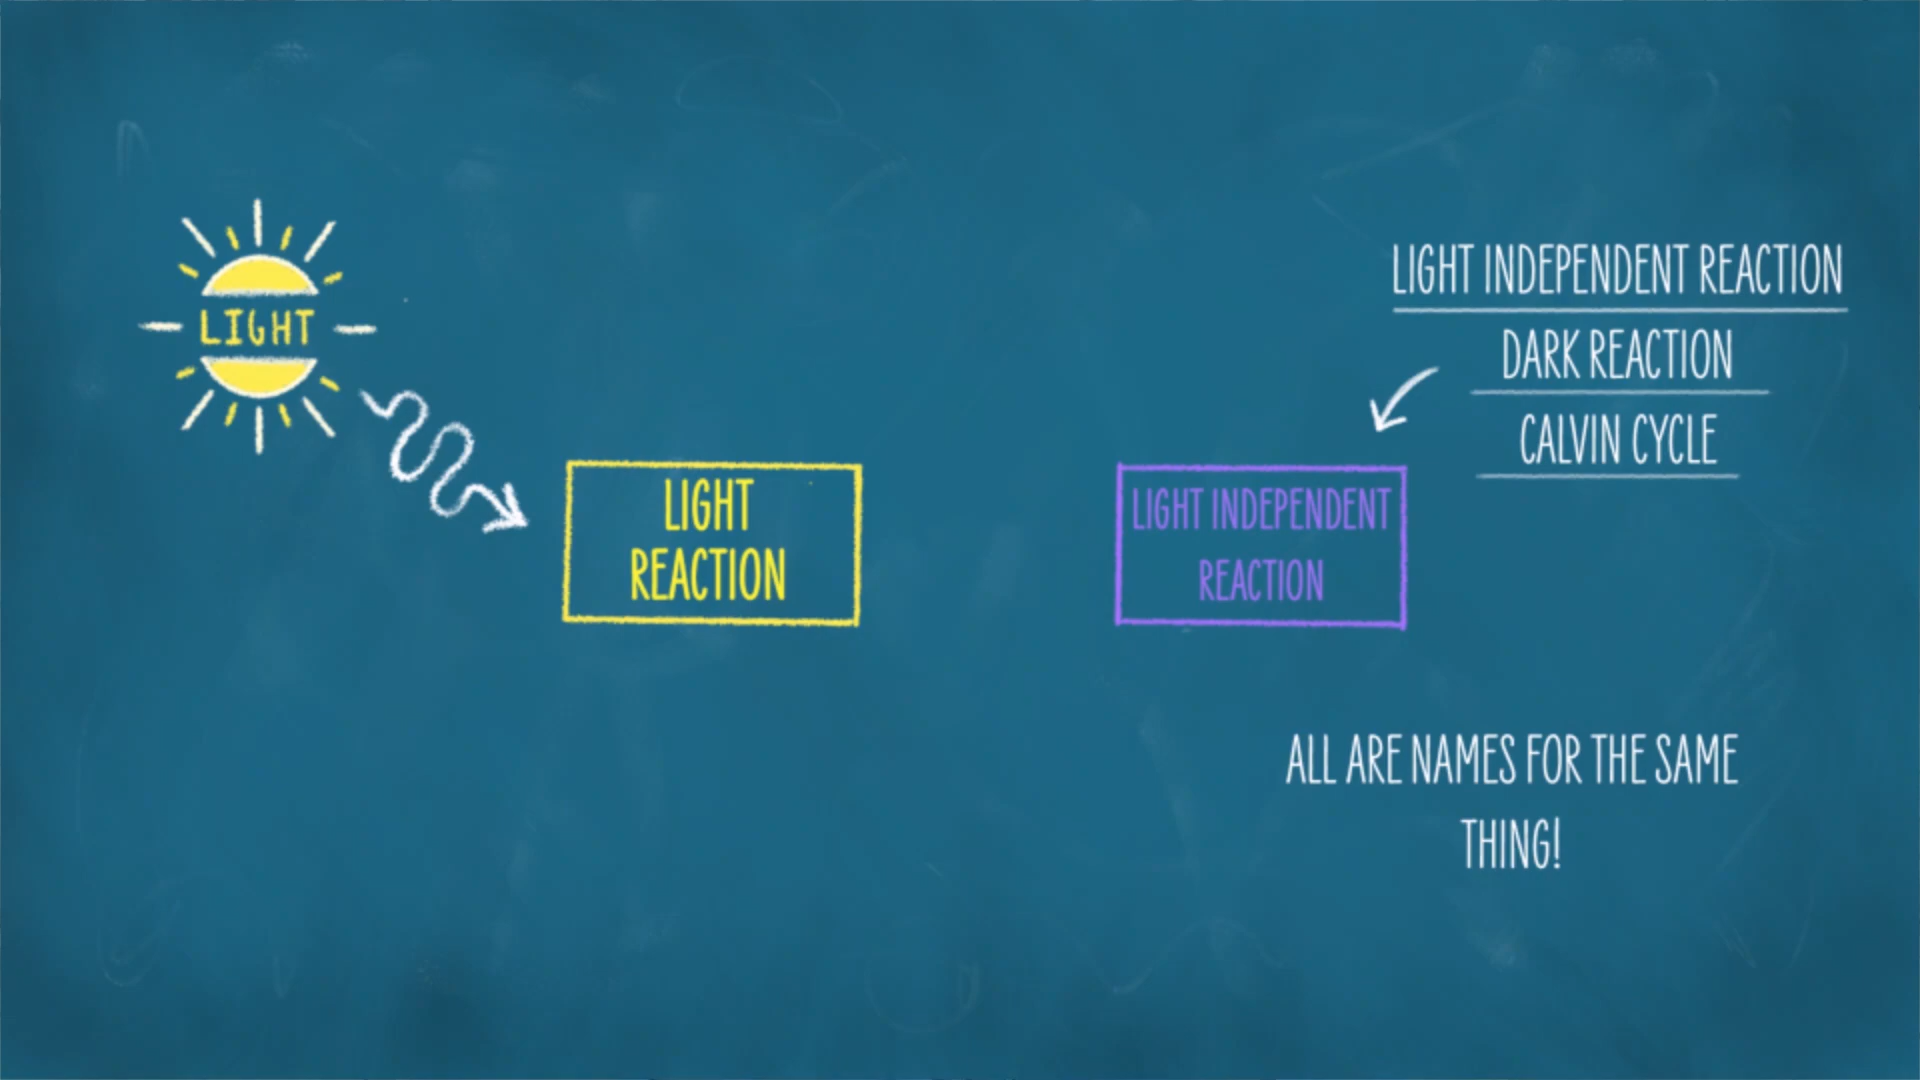 LIGHT
LIGHT
REACTION
LIGHT INDEPENDENT
REACTION
LIGHT INDEPENDENT REACTION
DARK REACTION
CALVIN CYCLE
ALL ARE NAMES FOR THE SAME
THING!